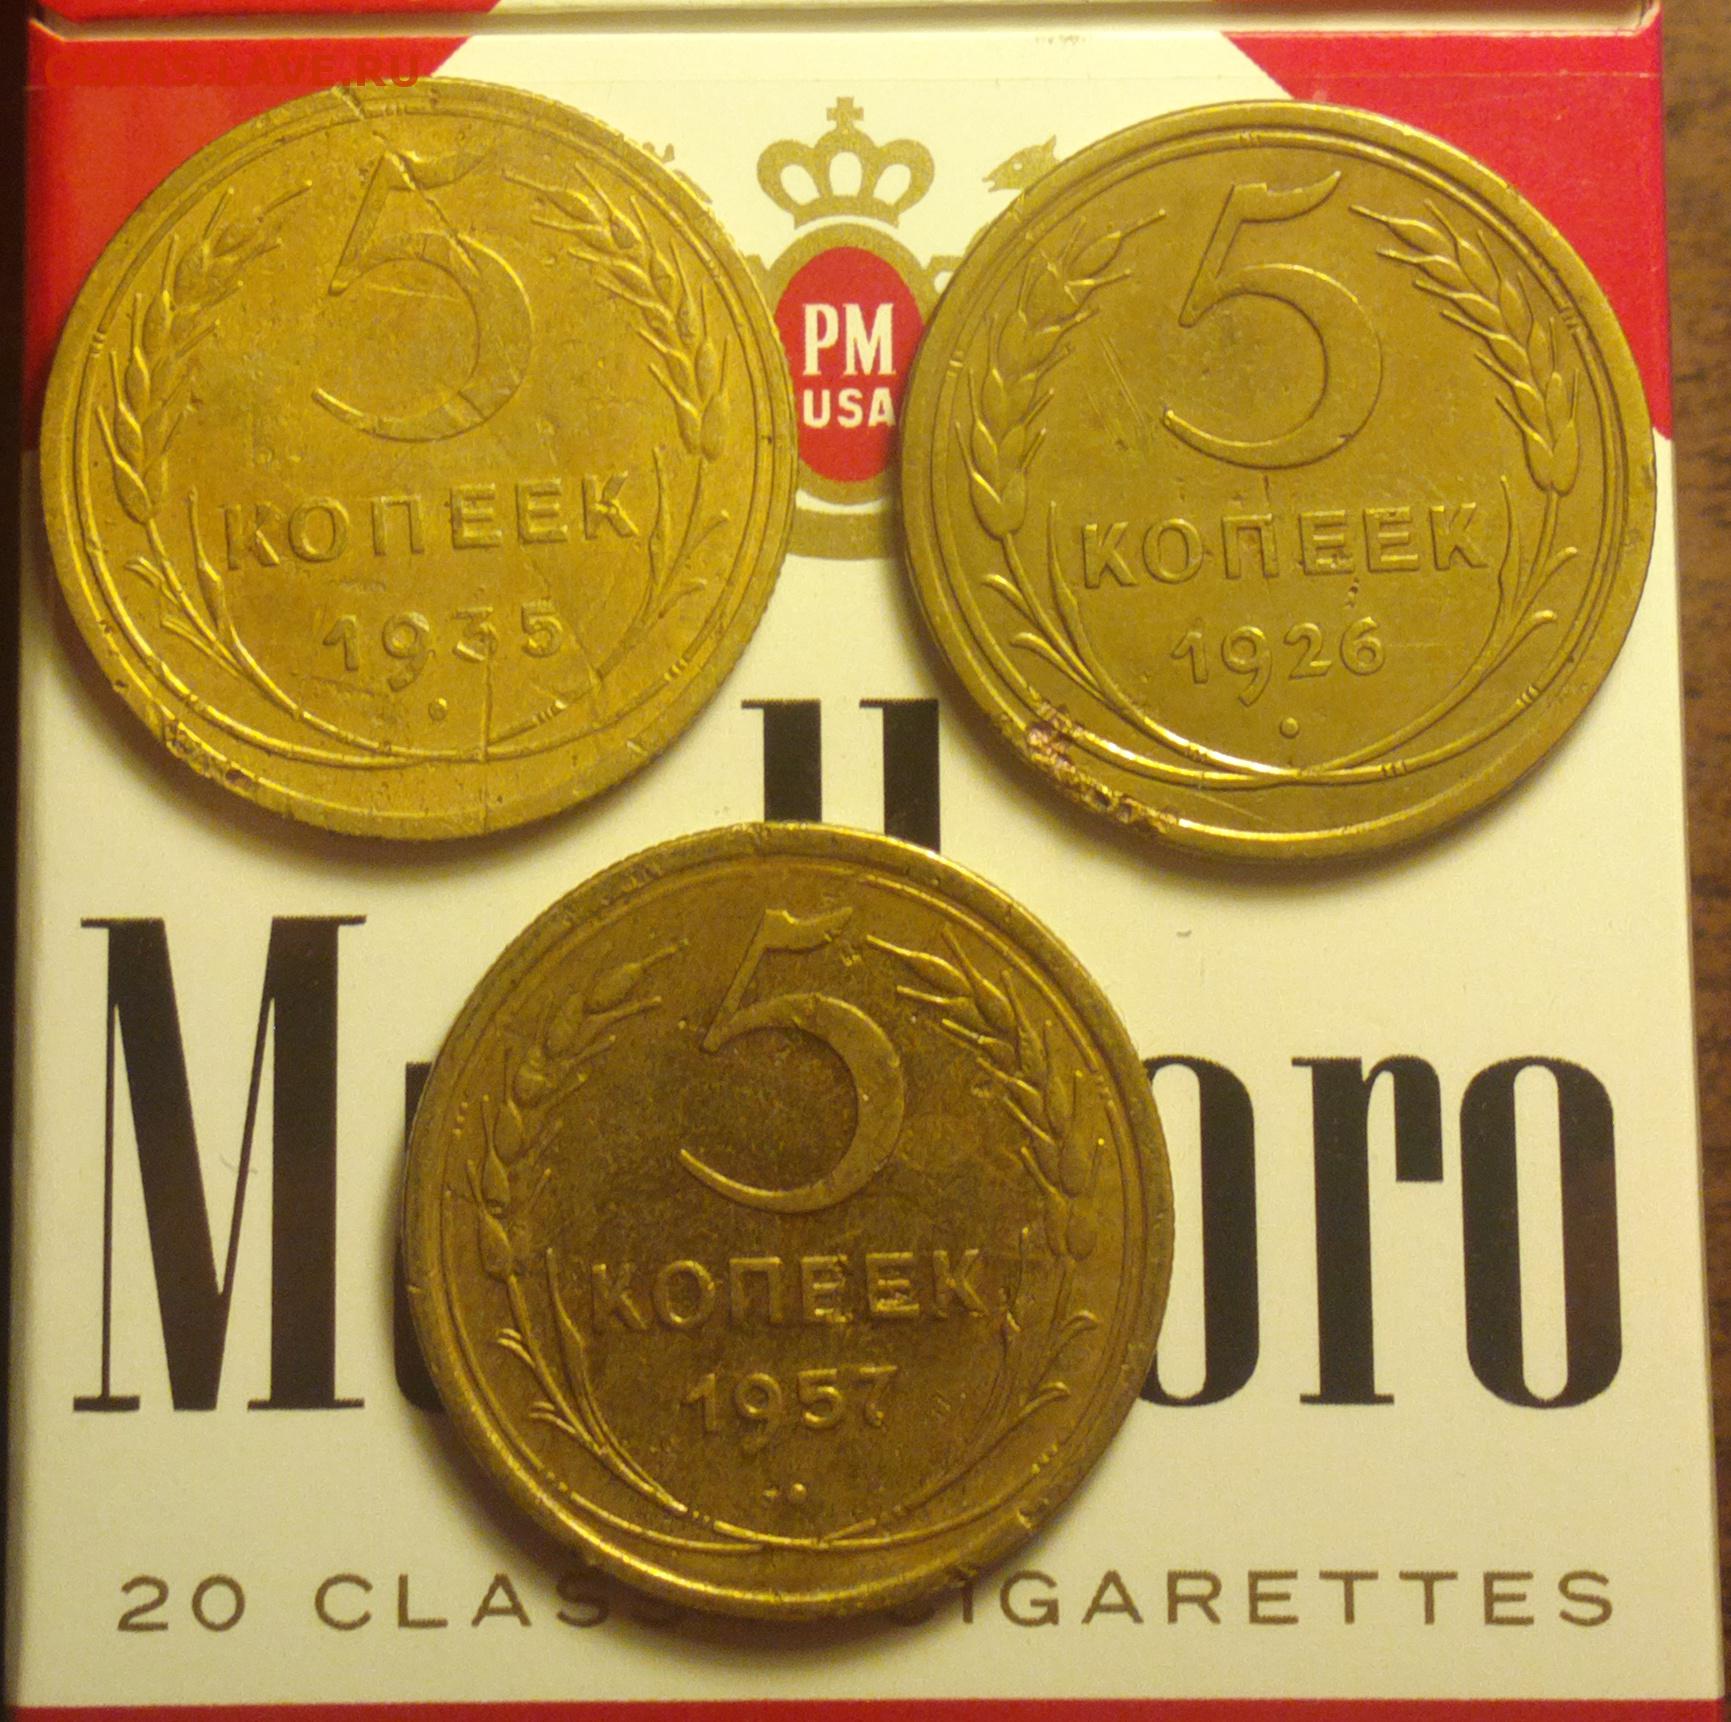 COINS.LAVE.RU
5
КОПЕЕК
1935
5
КОПЕЕК
1926
PM
USA
5
КОПЕЕК
1957
20 CLAS IGARETTES